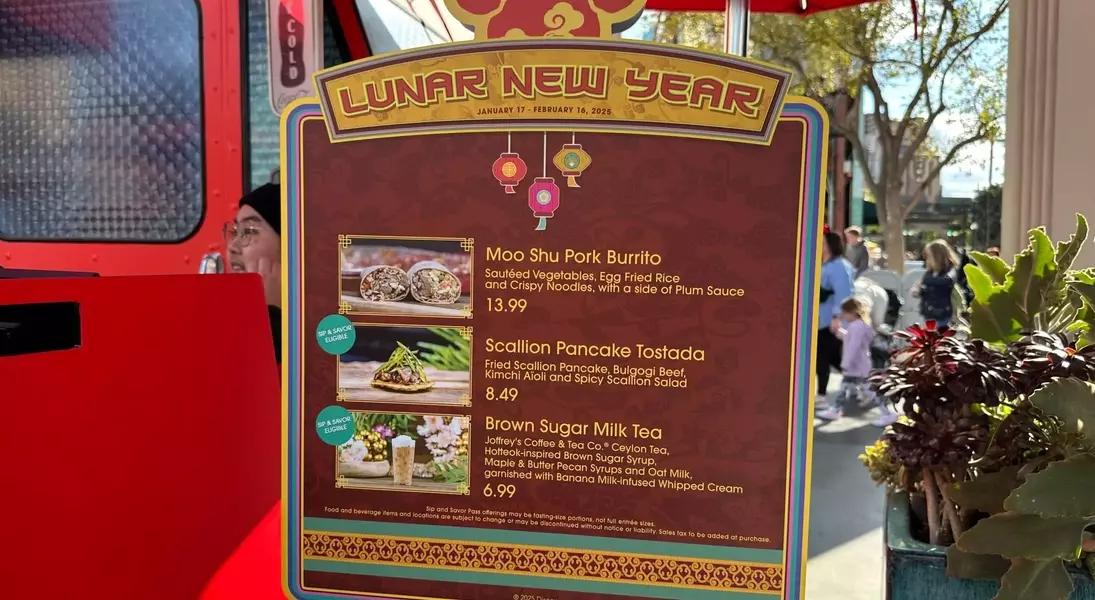 COLD
LUNAR NEW YEAR
JANUARY 17 - FEBRUARY 16, 2025
Moo Shu Pork Burrito
Sautéed Vegetables, Egg Fried Rice
and Crispy Noodles, with a side of Plum Sauce
13.99
SIP & SAVOR
ELIGIBLE
Scallion Pancake Tostada
Fried Scallion Pancake, Bulgogi Beef,
Kimchi Aïoli and Spicy Scallion Salad
8.49
SIP & SAVOR
ELIGIBLE
Brown Sugar Milk Tea
Joffrey's Coffee & Tea Co.® Ceylon Tea,
Hotteok-inspired Brown Sugar Syrup,
Maple & Butter Pecan Syrups and Oat Milk,
garnished with Banana Milk-infused Whipped Cream
6.99
Sip and Savor Pass offerings may be tasting-size portions, not full entrée sizes.
Food and beverage items and locations are subject to change or may be discontinued without notice or liability. Sales tax to be added at purchase.
© 2025